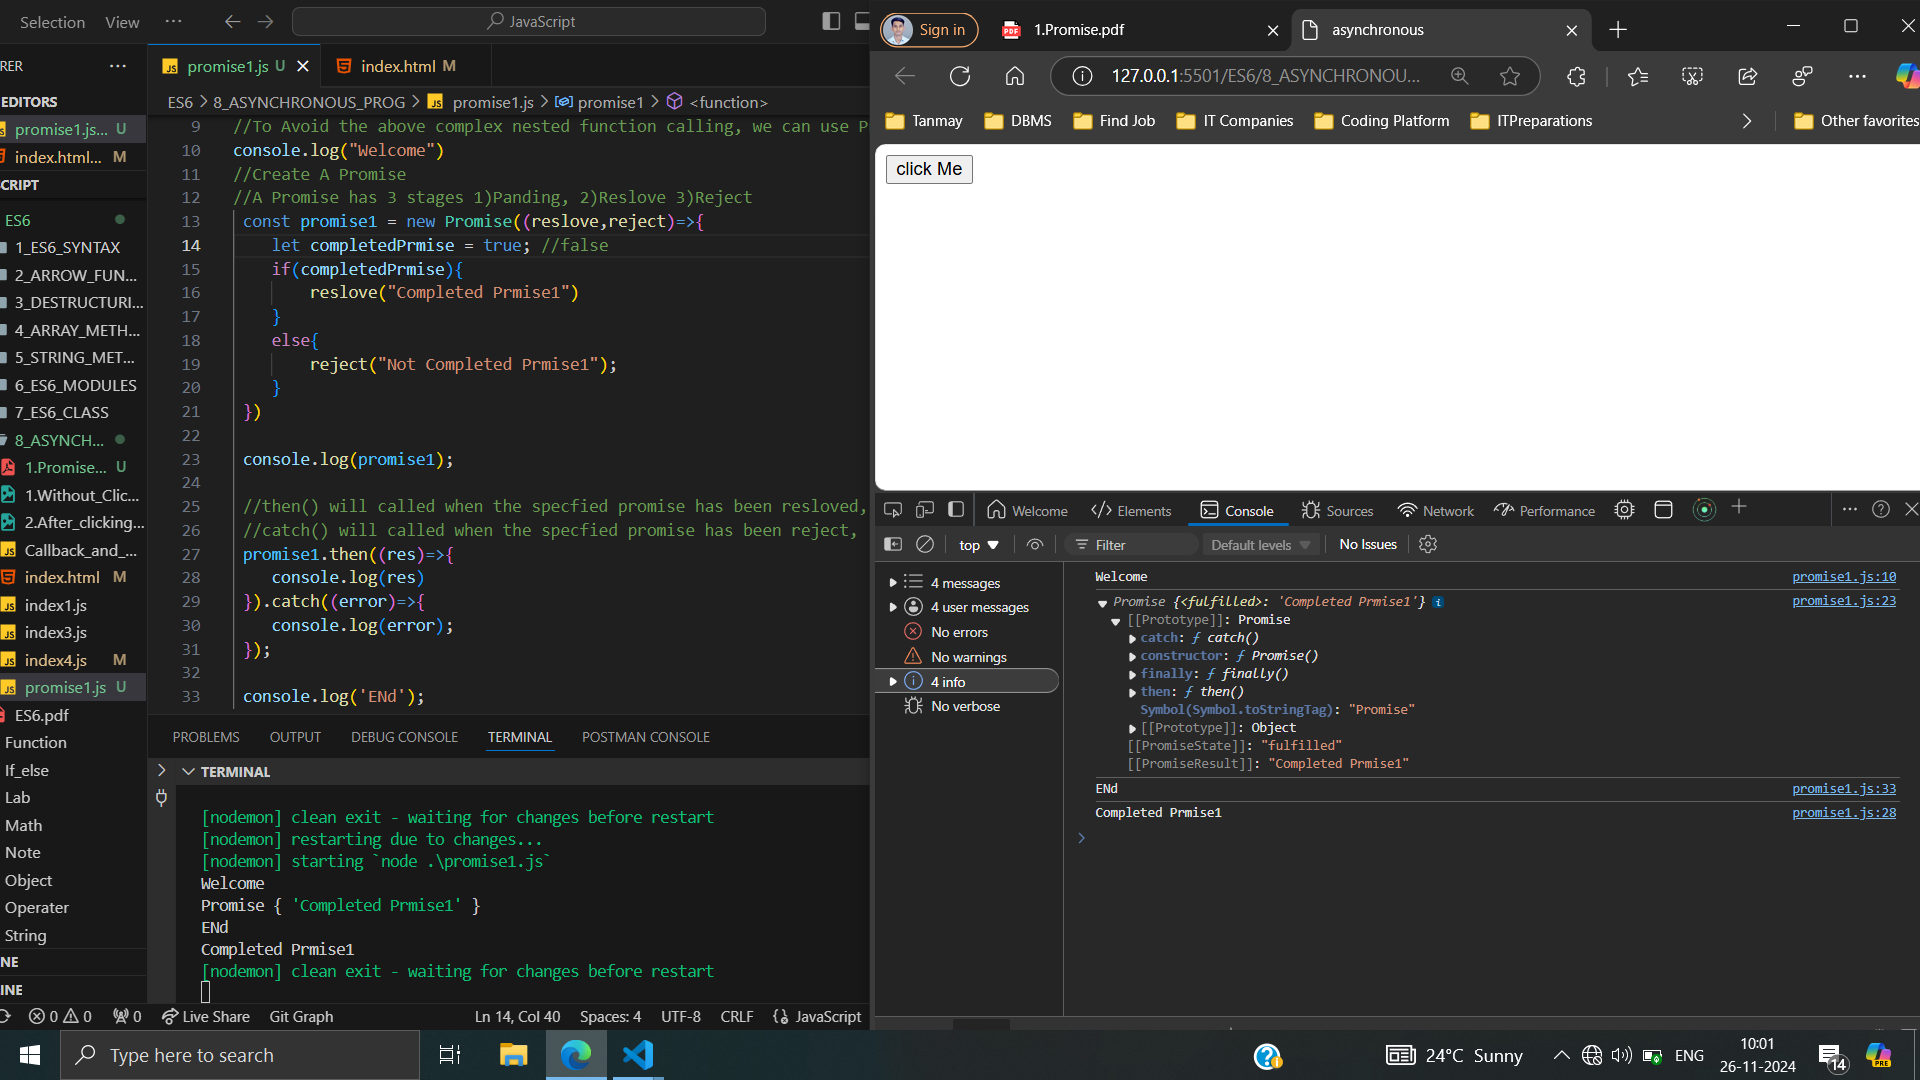 Selection View ··· JavaScript
RER ···
EDITORS
promise1.js... U
index.html... M
CRIPT
ES6
1_ES6_SYNTAX
2_ARROW_FUN...
3_DESTRUCTURI...
4_ARRAY_METH...
5_STRING_MET...
6_ES6_MODULES
7_ES6_CLASS
8_ASYNCH...
1.Promise... U
1.Without_Clic...
2.After_clicking...
Callback_and_...
index.html M
index1.js
index3.js
index4.js M
promise1.js U
ES6.pdf
Function
If_else
Lab
Math
Note
Object
Operater
String
NE
INE
promise1.js U index.html M
ES6 > 8_ASYNCHRONOUS_PROG > promise1.js > promise1 > <function>
9 //To Avoid the above complex nested function calling, we can use P
10 console.log("Welcome")
11 //Create A Promise
12 //A Promise has 3 stages 1)Panding, 2)Reslove 3)Reject
13 const promise1 = new Promise((reslove,reject)=>{
14 let completedPrmise = true; //false
15 if(completedPrmise){
16 reslove("Completed Prmise1")
17 }
18 else{
19 reject("Not Completed Prmise1");
20 }
21 })
22
23 console.log(promise1);
24
25 //then() will called when the specfied promise has been resloved,
26 //catch() will called when the specfied promise has been reject,
27 promise1.then((res)=>{
28 console.log(res)
29 }).catch((error)=>{
30 console.log(error);
31 });
32
33 console.log('ENd');
PROBLEMS OUTPUT DEBUG CONSOLE TERMINAL POSTMAN CONSOLE
TERMINAL
[nodemon] clean exit - waiting for changes before restart
[nodemon] restarting due to changes...
[nodemon] starting `node .\promise1.js`
Welcome
Promise { 'Completed Prmise1' }
ENd
Completed Prmise1
[nodemon] clean exit - waiting for changes before restart
0 0 0 Live Share Git Graph Ln 14, Col 40 Spaces: 4 UTF-8 CRLF JavaScript
Sign in 1.Promise.pdf asynchronous
127.0.0.1:5501/ES6/8_ASYNCHRONOU...
Tanmay DBMS Find Job IT Companies Coding Platform ITPreparations Other favorites
click Me
Welcome Elements Console Sources Network Performance
top Filter Default levels No Issues
4 messages
4 user messages
No errors
No warnings
4 info
No verbose
Welcome promise1.js:10
Promise {<fulfilled>: 'Completed Prmise1'} promise1.js:23
[[Prototype]]: Promise
catch: ƒ catch()
constructor: ƒ Promise()
finally: ƒ finally()
then: ƒ then()
Symbol(Symbol.toStringTag): "Promise"
[[Prototype]]: Object
[[PromiseState]]: "fulfilled"
[[PromiseResult]]: "Completed Prmise1"
ENd promise1.js:33
Completed Prmise1 promise1.js:28
Type here to search 24°C Sunny ENG 10:01
26-11-2024 14 PRE